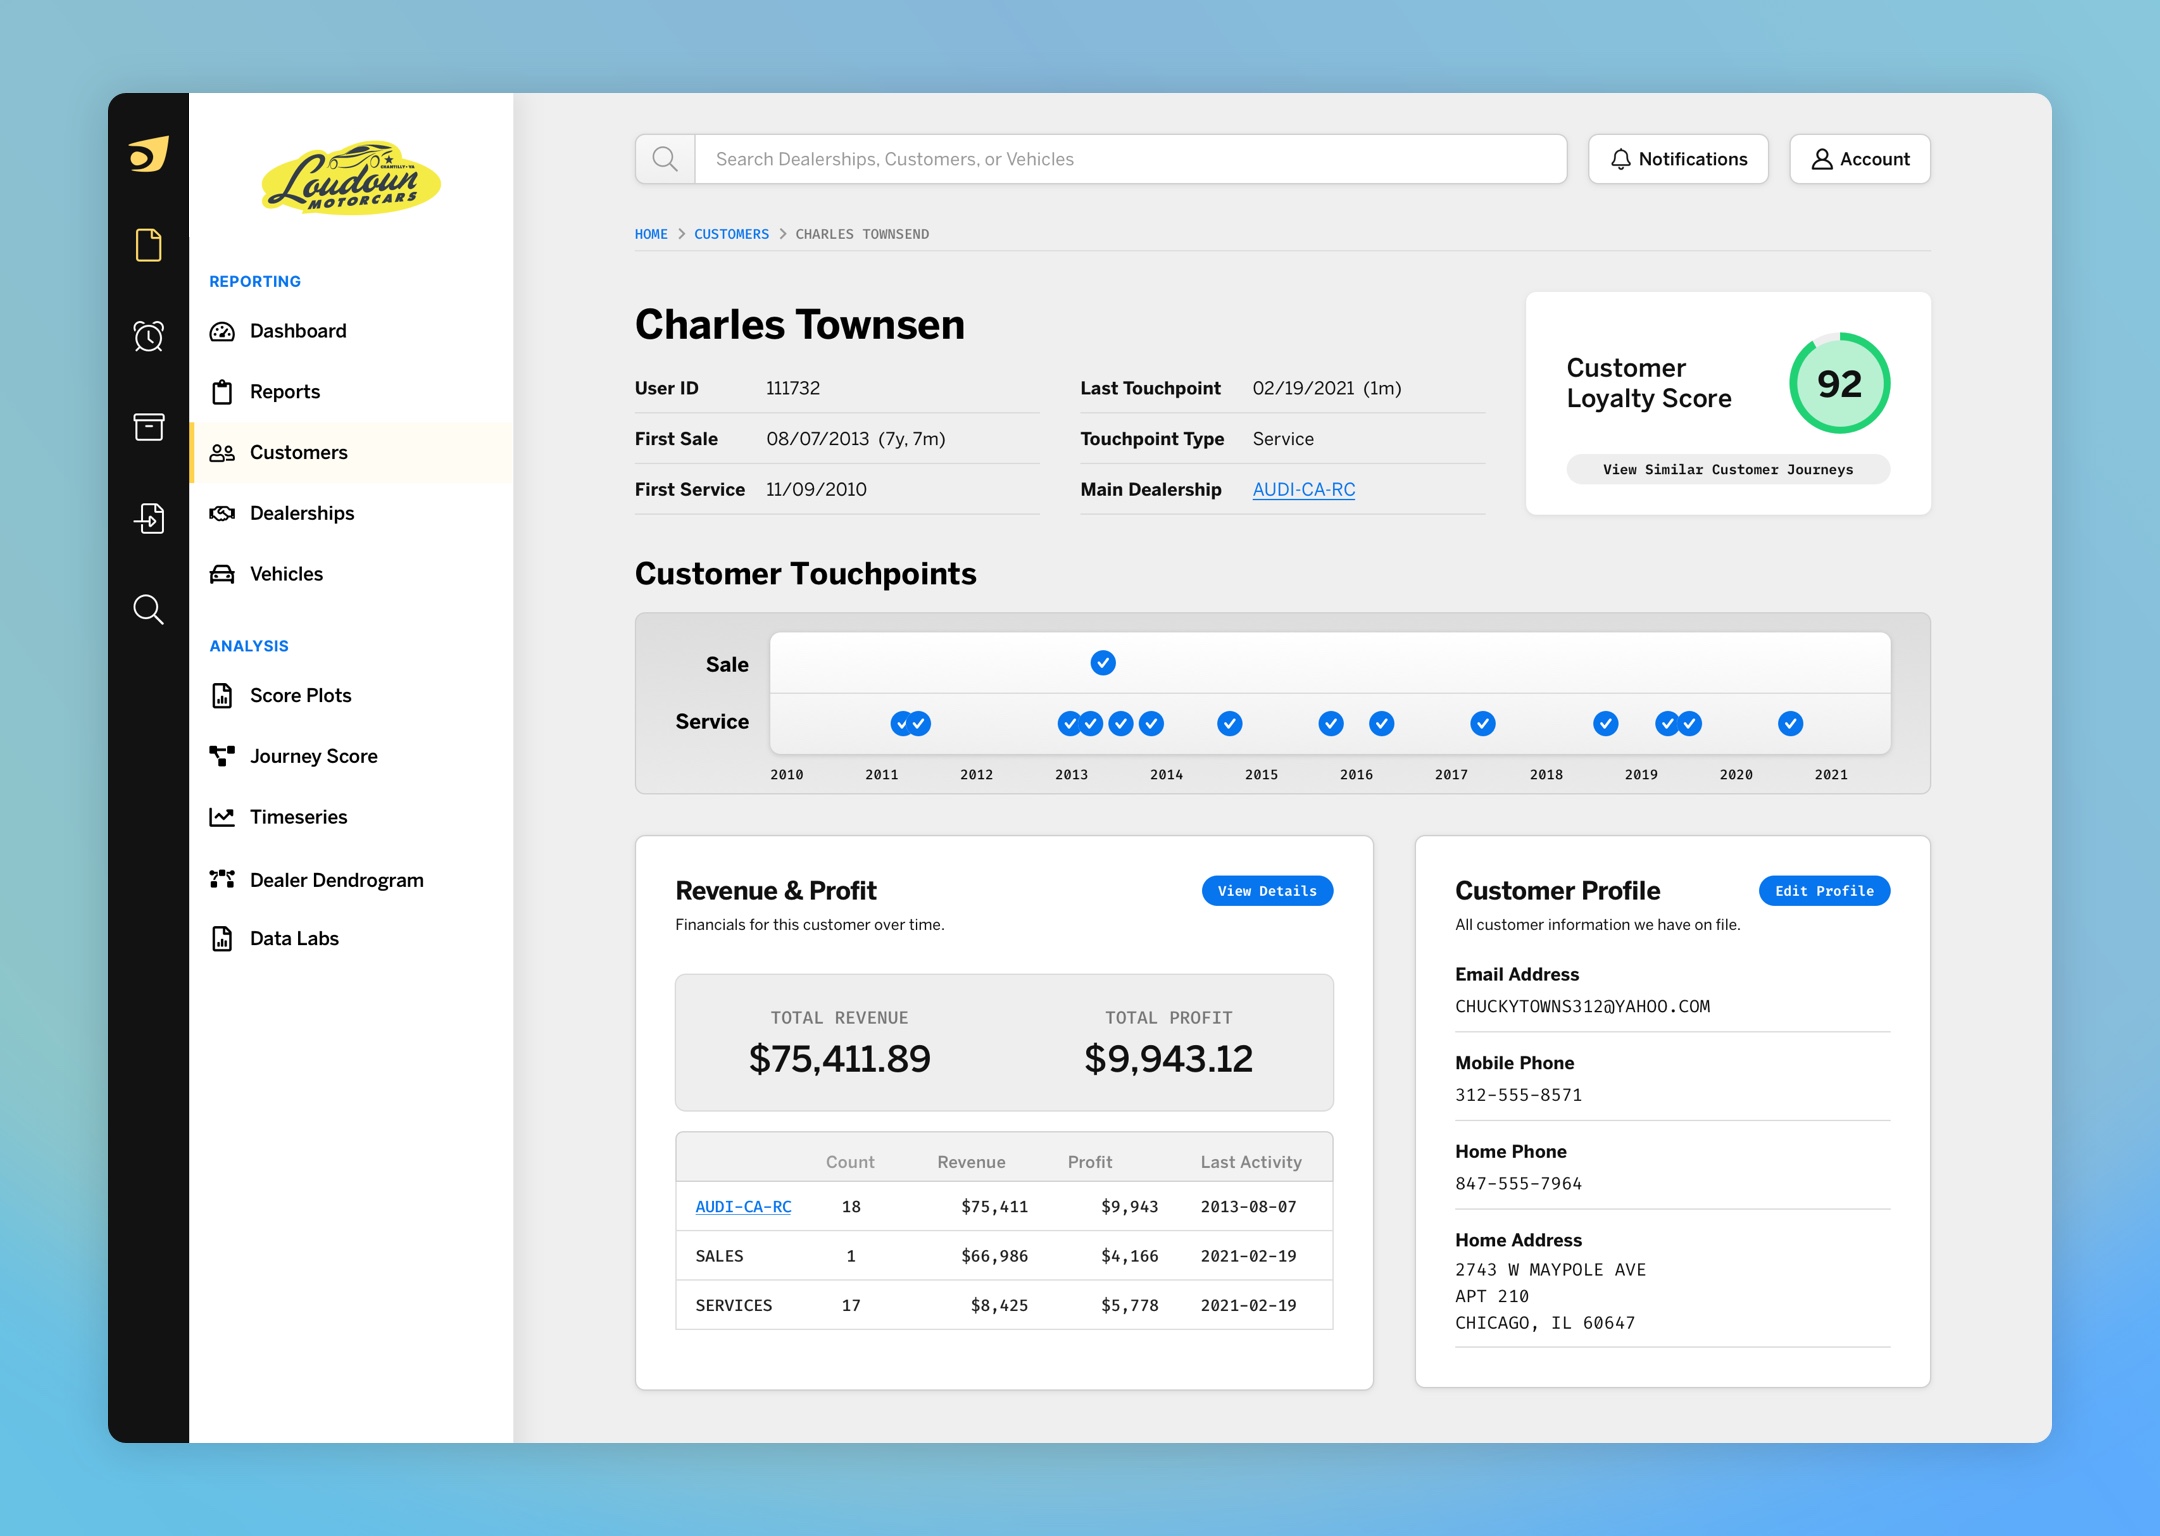 Loudoun
CHANTILLY • VA
MOTORCARS
REPORTING
Dashboard
Reports
Customers
Dealerships
Vehicles
ANALYSIS
Score Plots
Journey Score
Timeseries
Dealer Dendrogram
Data Labs
Search Dealerships, Customers, or Vehicles
Notifications
Account
HOME > CUSTOMERS > CHARLES TOWNSEND
Charles Townsen
User ID 111732
First Sale 08/07/2013 (7y, 7m)
First Service 11/09/2010
Last Touchpoint 02/19/2021 (1m)
Touchpoint Type Service
Main Dealership AUDI-CA-RC
Customer
Loyalty Score
92
View Similar Customer Journeys
Customer Touchpoints
Sale
Service
2010 2011 2012 2013 2014 2015 2016 2017 2018 2019 2020 2021
Revenue & Profit
View Details
Financials for this customer over time.
TOTAL REVENUE
$75,411.89
TOTAL PROFIT
$9,943.12
Count Revenue Profit Last Activity
AUDI-CA-RC 18 $75,411 $9,943 2013-08-07
SALES 1 $66,986 $4,166 2021-02-19
SERVICES 17 $8,425 $5,778 2021-02-19
Customer Profile
Edit Profile
All customer information we have on file.
Email Address
CHUCKYTOWNS312@YAHOO.COM
Mobile Phone
312-555-8571
Home Phone
847-555-7964
Home Address
2743 W MAYPOLE AVE
APT 210
CHICAGO, IL 60647